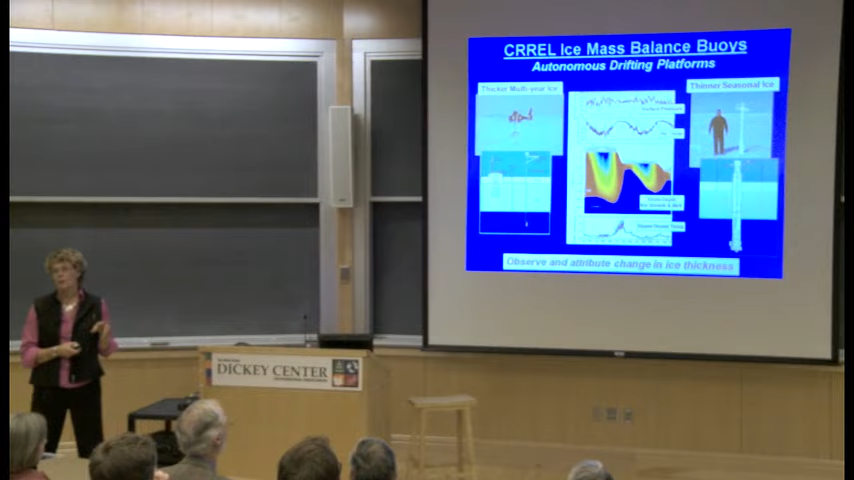 CRREL Ice Mass Balance Buoys
Autonomous Drifting Platforms
Thicker Multi-year Ice
Thinner Seasonal Ice
Observe and attribute change in ice thickness
DICKEY CENTER